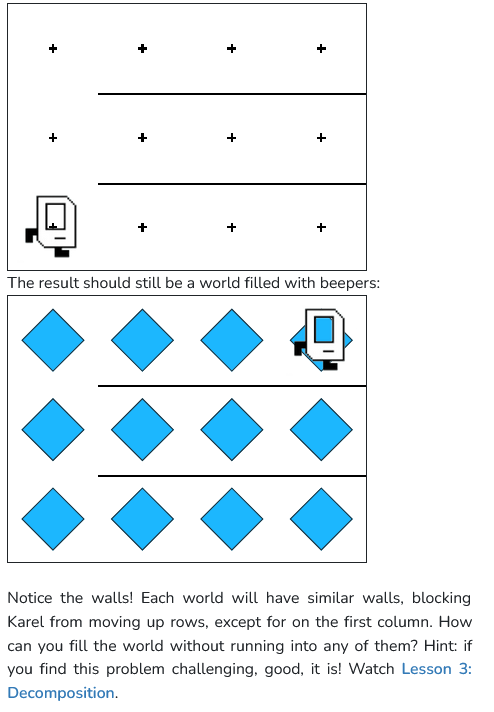 The result should still be a world filled with beepers:
Notice the walls! Each world will have similar walls, blocking
Karel from moving up rows, except for on the first column. How
can you fill the world without running into any of them? Hint: if
you find this problem challenging, good, it is! Watch Lesson 3:
Decomposition.